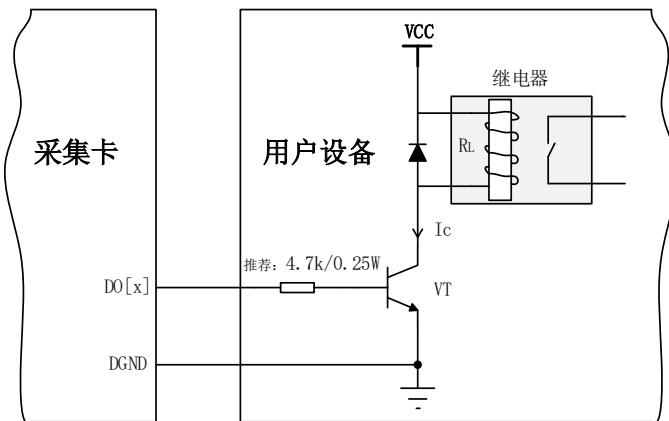 VCC
继电器
采集卡
用户设备
RL
Ic
推荐: 4.7k/0.25W
DO[x]
VT
DGND